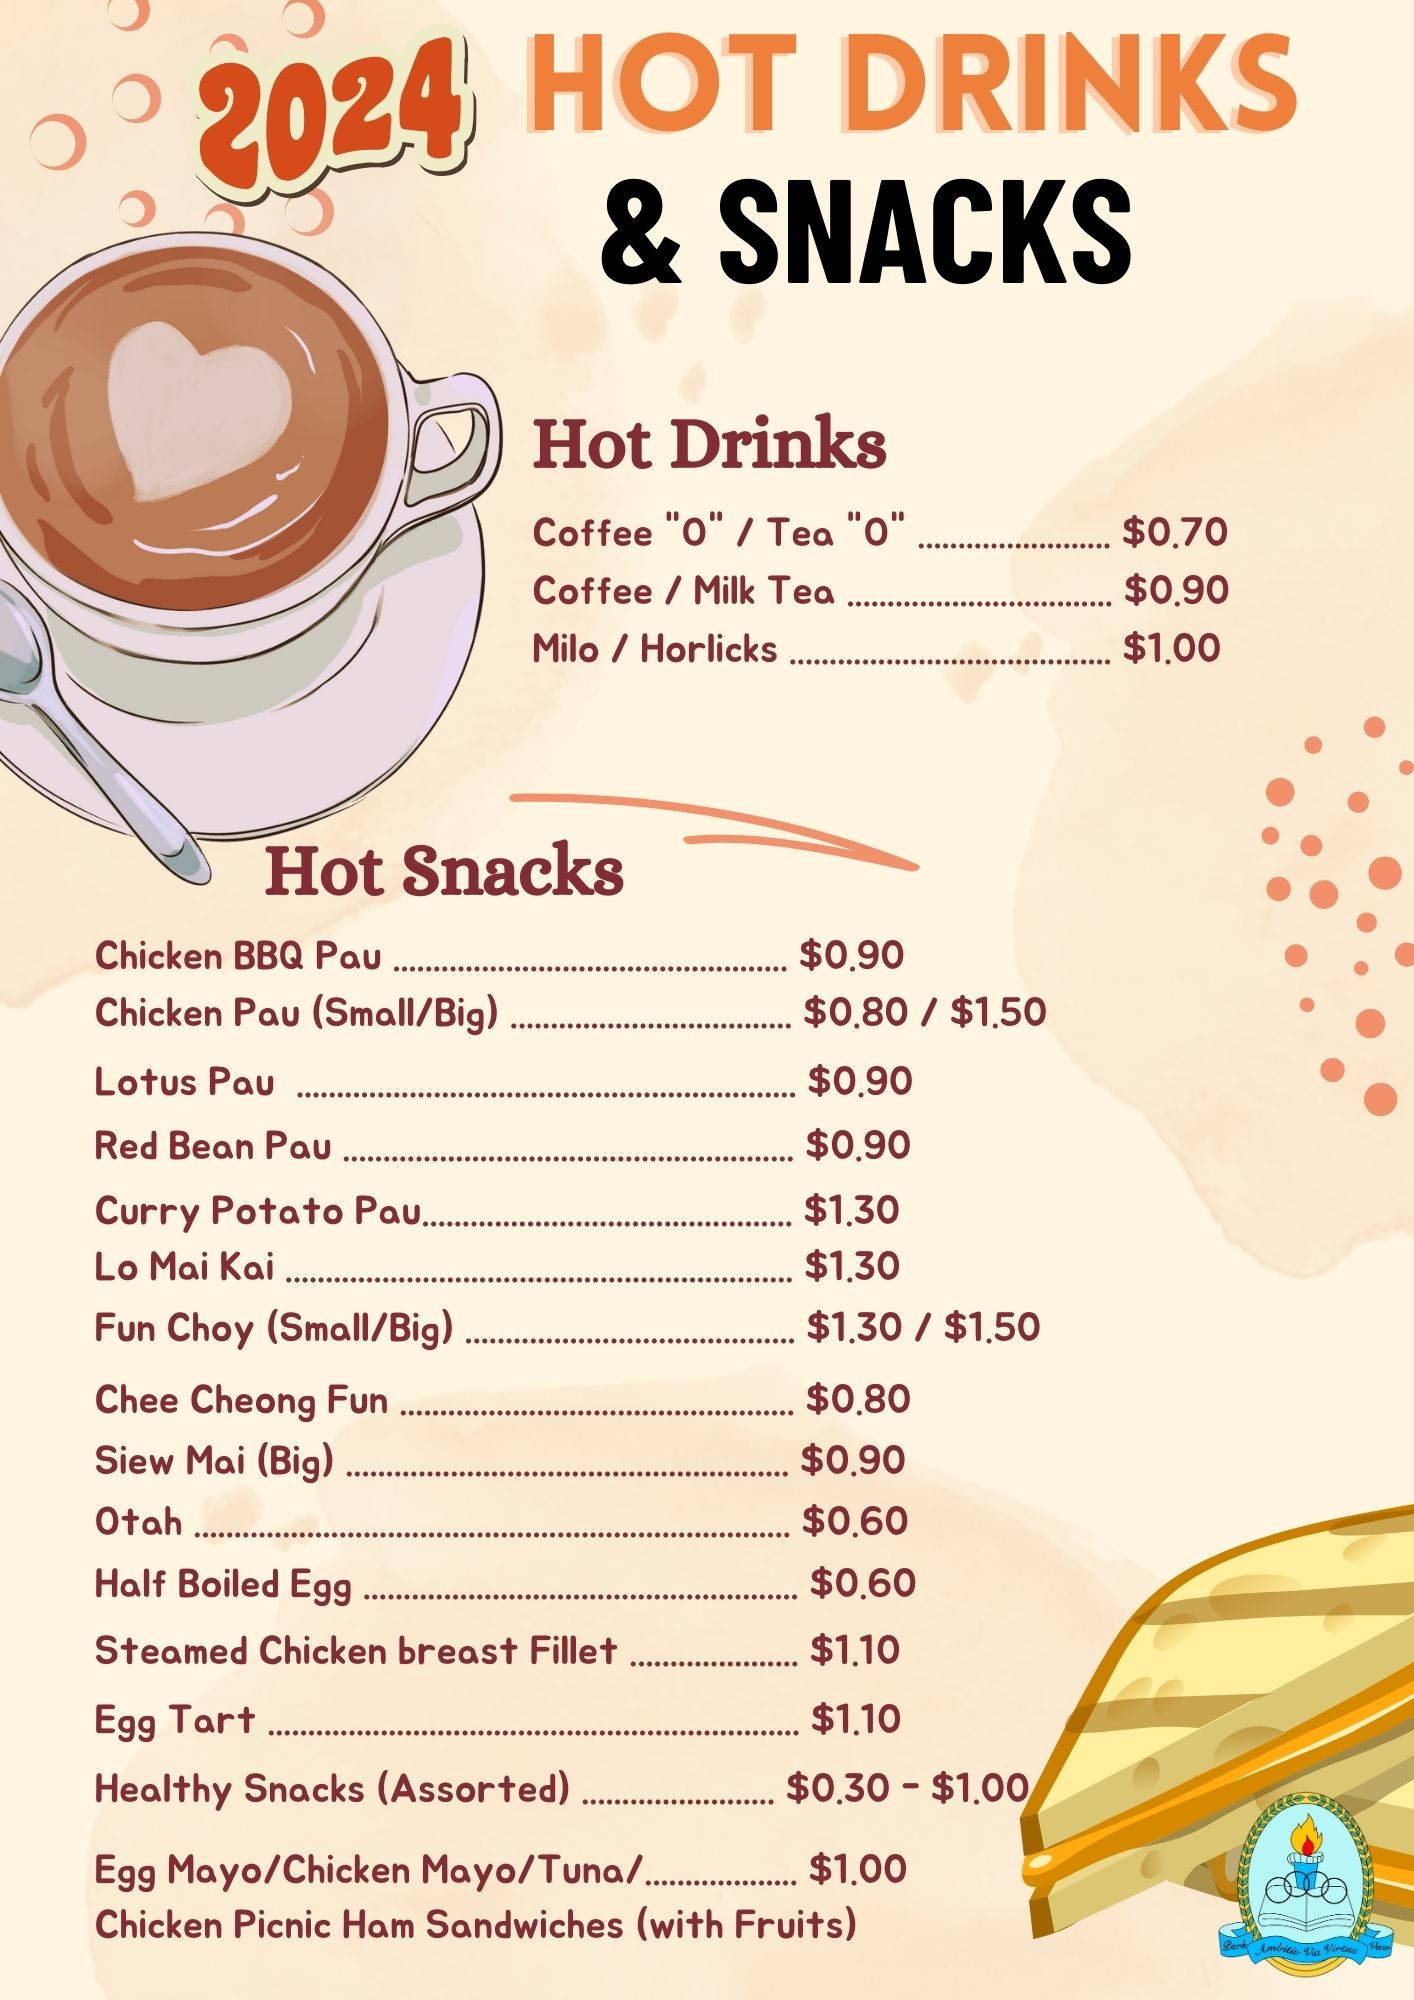 2024
HOT DRINKS
& SNACKS
Hot Drinks
Coffee "O" / Tea "O" ........................ $0.70
Coffee / Milk Tea ................................. $0.90
Milo / Horlicks ........................................ $1.00
Hot Snacks
Chicken BBQ Pau ................................................. $0.90
Chicken Pau (Small/Big) ................................... $0.80 / $1.50
Lotus Pau .............................................................. $0.90
Red Bean Pau ........................................................ $0.90
Curry Potato Pau.............................................. $1.30
Lo Mai Kai ............................................................... $1.30
Fun Choy (Small/Big) ......................................... $1.30 / $1.50
Chee Cheong Fun ................................................. $0.80
Siew Mai (Big) ....................................................... $0.90
Otah .......................................................................... $0.60
Half Boiled Egg ...................................................... $0.60
Steamed Chicken breast Fillet ..................... $1.10
Egg Tart .................................................................. $1.10
Healthy Snacks (Assorted) ........................ $0.30 - $1.00
Egg Mayo/Chicken Mayo/Tuna/................... $1.00
Chicken Picnic Ham Sandwiches (with Fruits)
Park Ambitio Via Virtus View